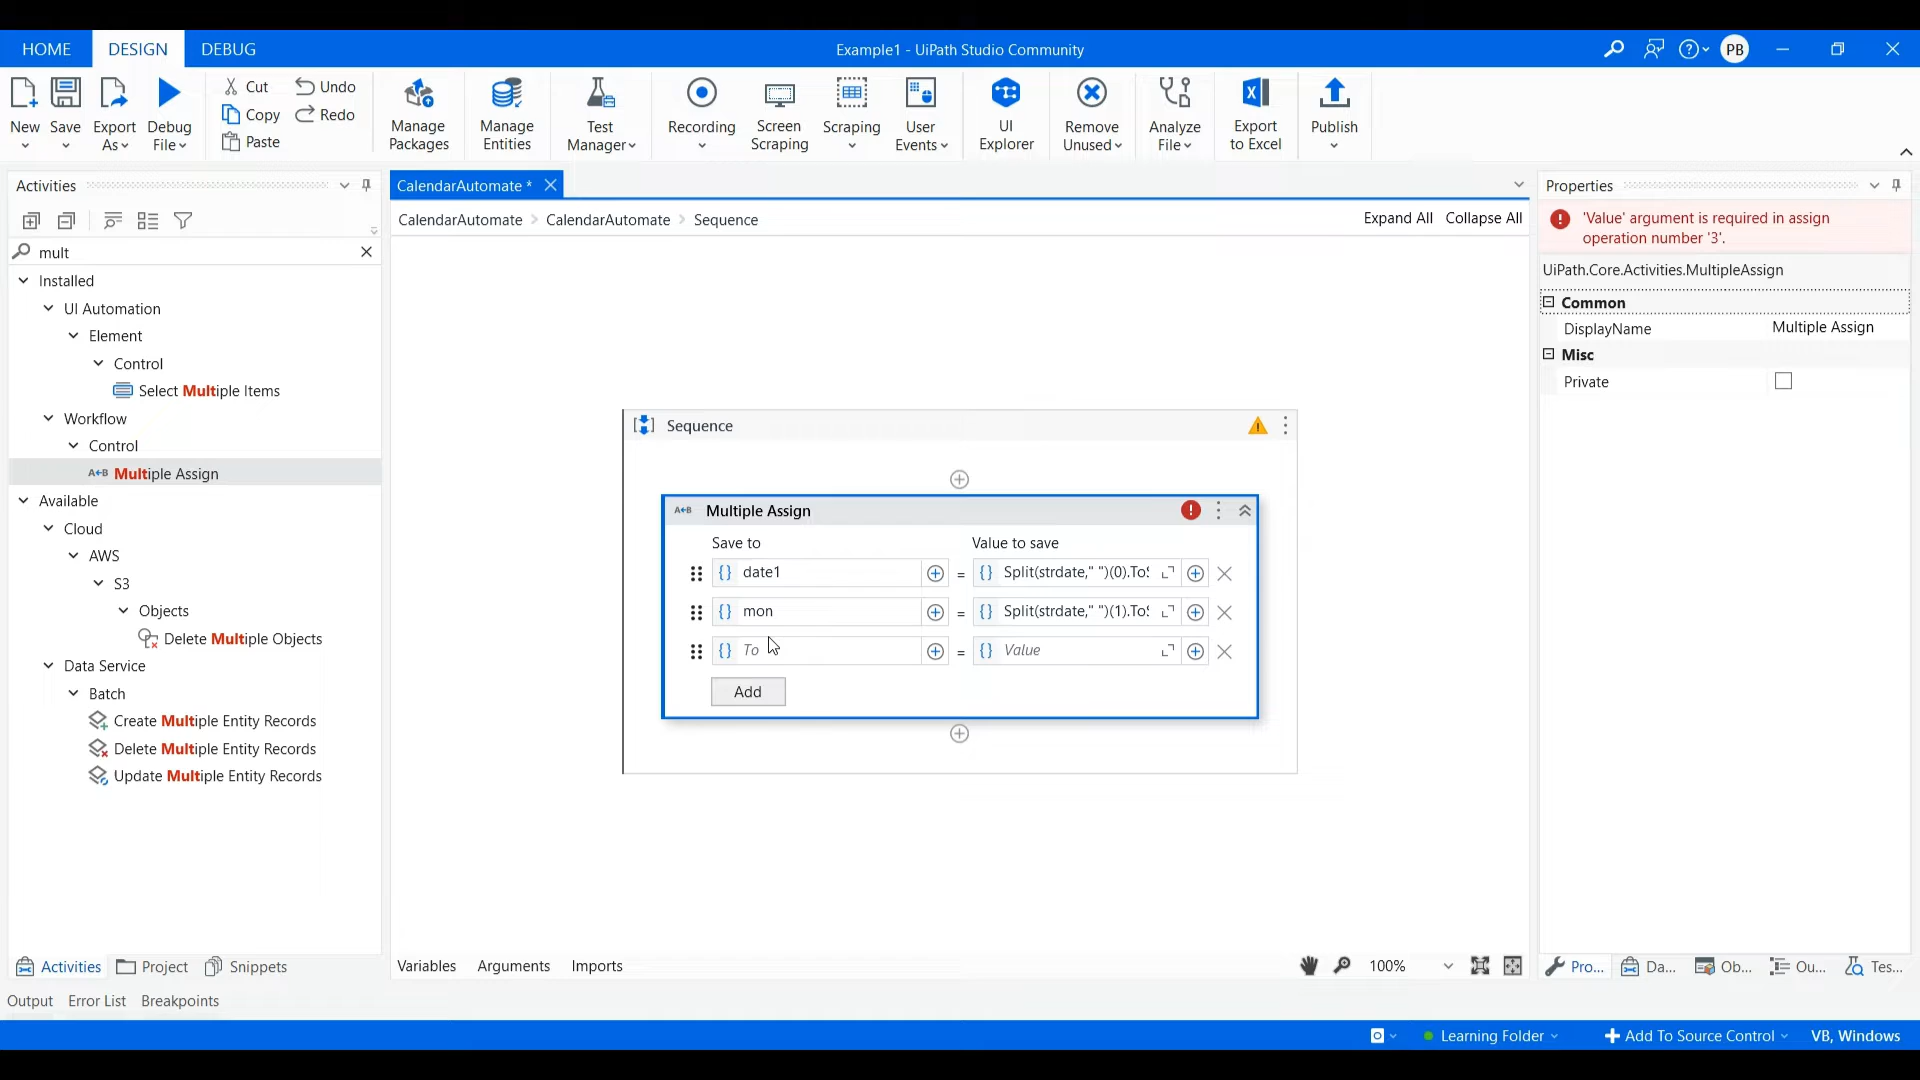 HOME DESIGN DEBUG
Example1 - UiPath Studio Community
PB
New
Save
Export As
Debug File
Cut
Copy
Paste
Undo
Redo
Manage Packages
Manage Entities
Test Manager
Recording
Screen Scraping
Scraping
User Events
UI Explorer
Remove Unused
Analyze File
Export to Excel
Publish
Activities
mult
Installed
UI Automation
Element
Control
Select Multiple Items
Workflow
Control
A+B Multiple Assign
Available
Cloud
AWS
S3
Objects
Delete Multiple Objects
Data Service
Batch
Create Multiple Entity Records
Delete Multiple Entity Records
Update Multiple Entity Records
Activities Project Snippets
CalendarAutomate *
CalendarAutomate > CalendarAutomate > Sequence
Expand All Collapse All
Sequence
A+B Multiple Assign
Save to Value to save
{} date1 = {} Split(strdate," ")(0).ToS
{} mon = {} Split(strdate," ")(1).ToS
{} To = {} Value
Add
Variables Arguments Imports
100%
Properties
'Value' argument is required in assign
operation number '3'.
UiPath.Core.Activities.MultipleAssign
Common
DisplayName Multiple Assign
Misc
Private
Pro... Da... Ob... Ou... Tes...
Output Error List Breakpoints
Learning Folder
Add To Source Control
VB, Windows